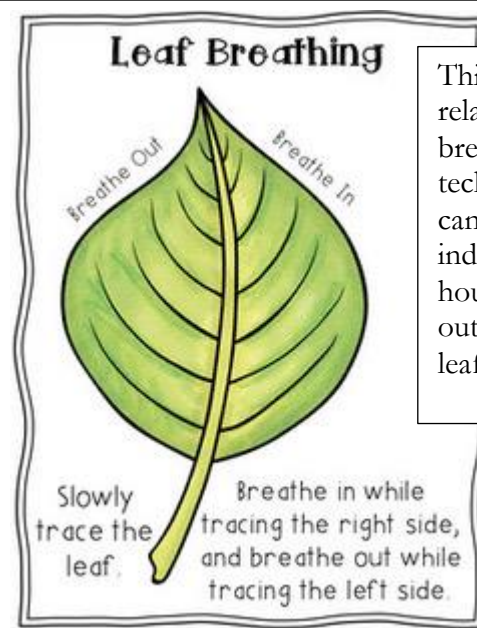 Leaf Breathing
Breathe Out
Breathe In
Slowly
trace the
leaf.
Breathe in while
tracing the right side,
and breathe out while
tracing the left side.